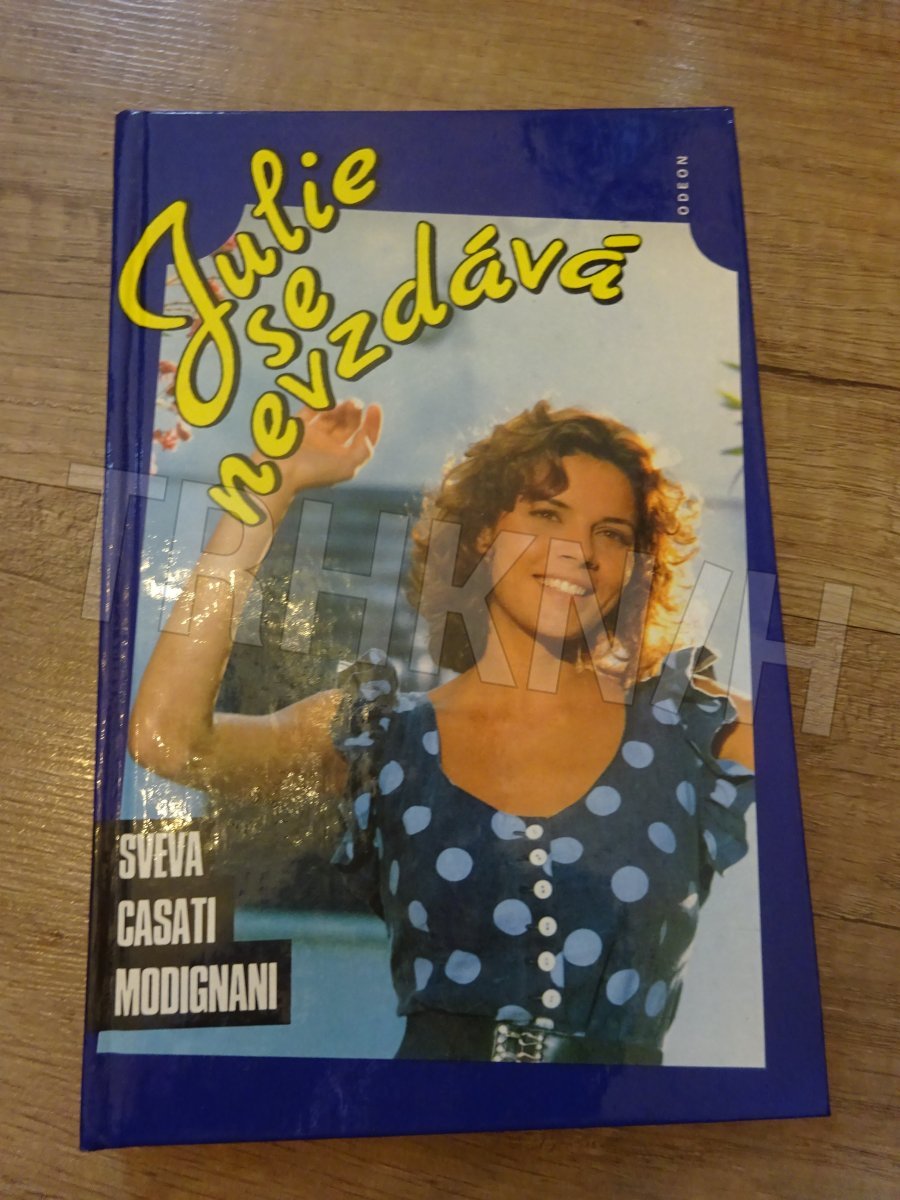 ODEON
Julie
se
nevzdává
TRHKNIH
SVEVA
CASATI
MODIGNANI